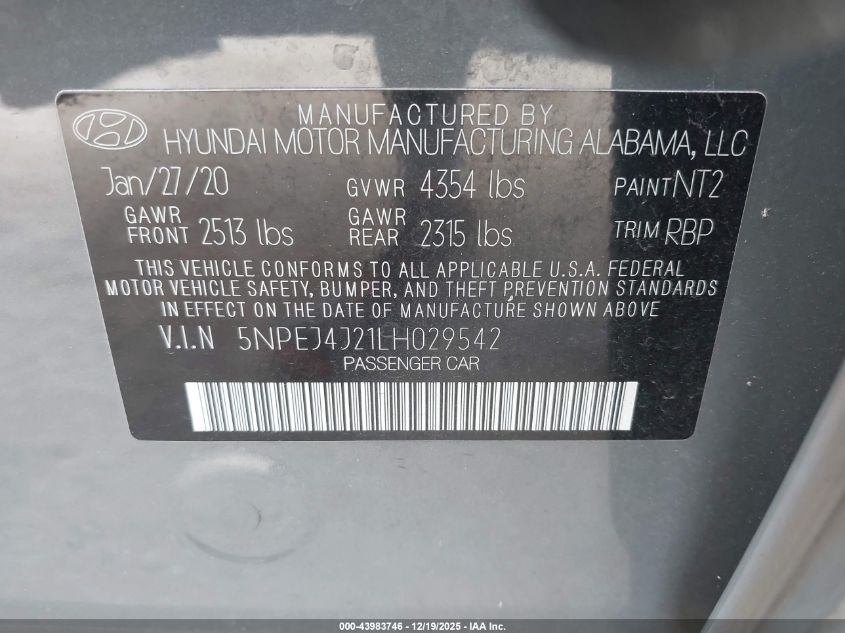 MANUFACTURED BY
HYUNDAI MOTOR MANUFACTURING ALABAMA, LLC
Jan/27/20 GVWR 4354 lbs PAINT NT2
GAWR FRONT 2513 lbs GAWR REAR 2315 lbs TRIM RBP
THIS VEHICLE CONFORMS TO ALL APPLICABLE U.S.A. FEDERAL
MOTOR VEHICLE SAFETY, BUMPER, AND THEFT PREVENTION STANDARDS
IN EFFECT ON THE DATE OF MANUFACTURE SHOWN ABOVE
V.I.N 5NPEJ4J21LH029542
PASSENGER CAR
000-43983746 - 12/19/2025 - IAA Inc.